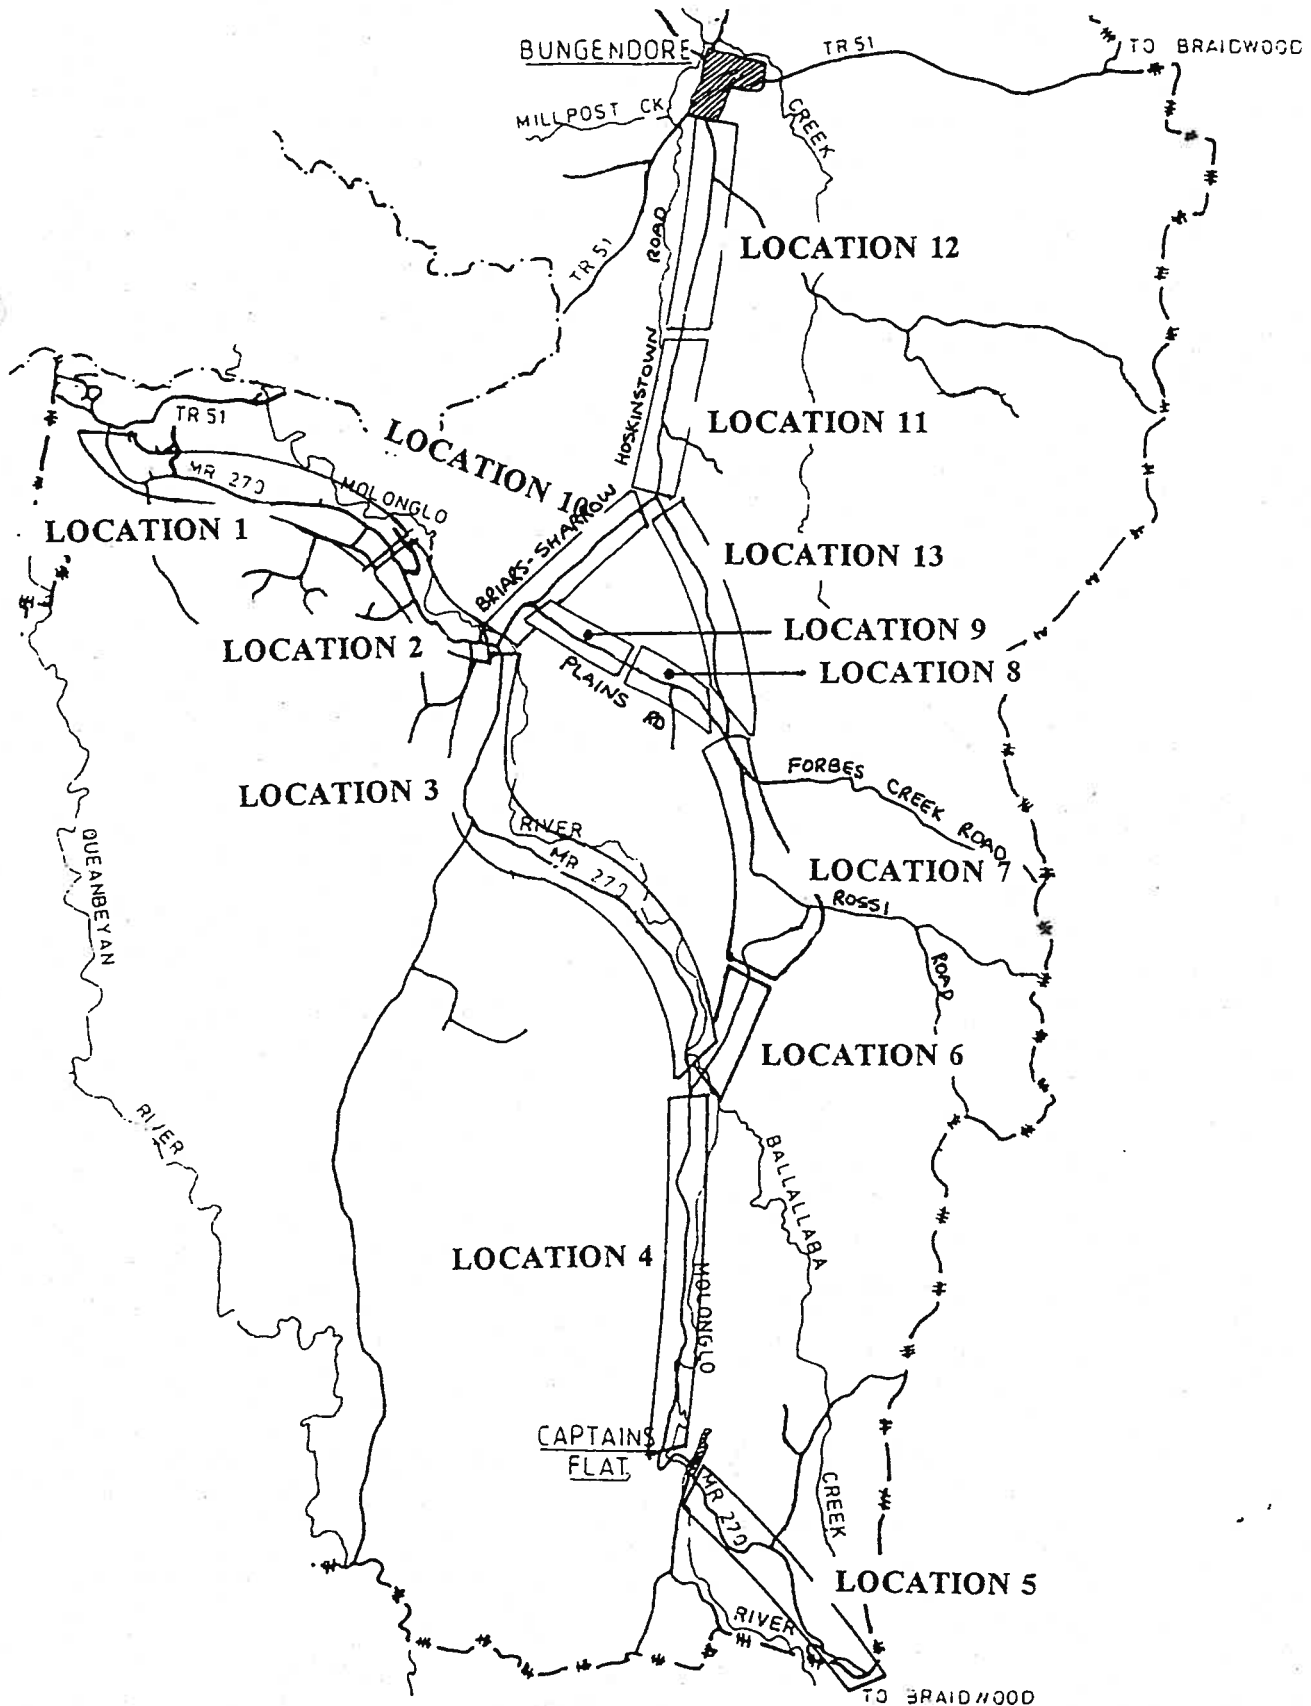 BUNGENDORE
TR 51
TO BRAIDWOOD
MILLPOST CK
CREEK
ROAD
LOCATION 12
TR 51
HOSKINSTOWN
TR 51
LOCATION 10
LOCATION 11
MR 270
MOLONGLO
LOCATION 1
BRIARS-SHARROW
LOCATION 13
LOCATION 2
LOCATION 9
LOCATION 8
PLAINS RD
FORBES CREEK ROAD
LOCATION 3
RIVER
MR 270
LOCATION 7
QUEANBEYAN
ROSSI
ROAD
LOCATION 6
RIVER
BALLALLABA
LOCATION 4
MOLONGLO
CAPTAINS
FLAT
MR 270
CREEK
LOCATION 5
RIVER
TO BRAIDWOOD